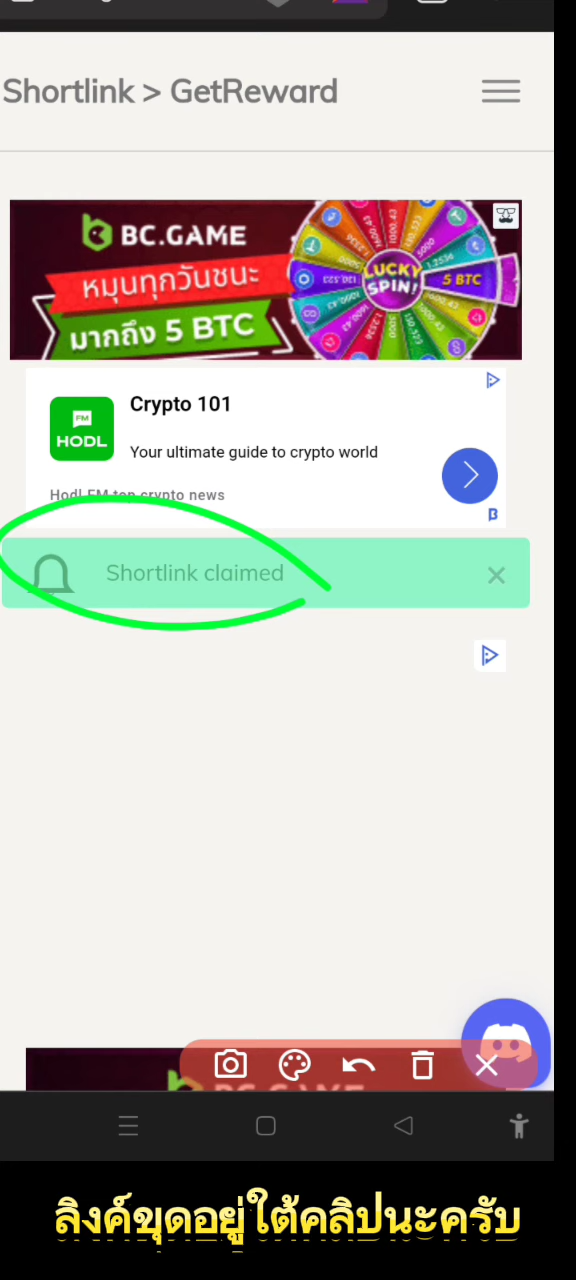 Shortlink > GetReward
BC.GAME
หมุนทุกวันชนะ
มากถึง 5 BTC
LUCKY
SPIN!
5 BTC
Crypto 101
FM
HODL
Your ultimate guide to crypto world
Hodl FM top crypto news
Shortlink claimed
BC.GAME
ลิงค์ขุดอยู่ใต้คลิปนะครับ